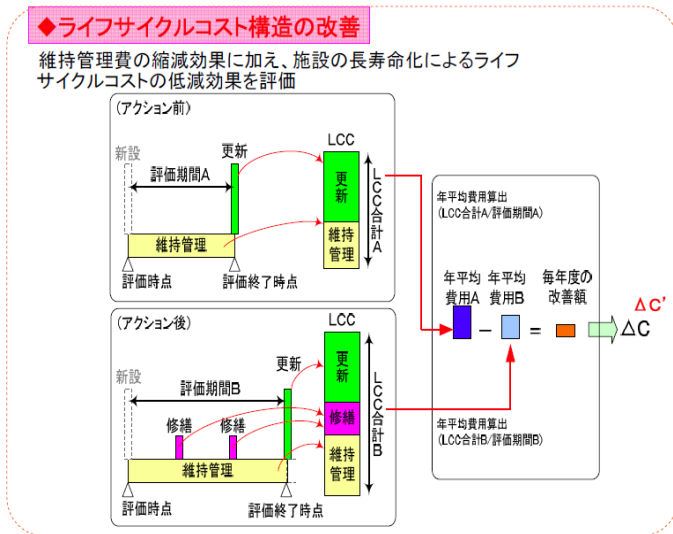 ◆ライフサイクルコスト構造の改善
維持管理費の縮減効果に加え、施設の長寿命化によるライフ
サイクルコストの低減効果を評価
(アクション前)
新設
更新
LCC
評価期間A
更新
維持
管理
LCC合計A
維持管理
評価時点
評価終了時点
(アクション後)
新設
更新
LCC
評価期間B
修繕
修繕
更新
修繕
維持
管理
LCC合計B
維持管理
評価時点
評価終了時点
年平均費用算出
(LCC合計A/評価期間A)
年平均
費用A
年平均
費用B
毎年度の
改善額
－
＝
ΔC'
ΔC
年平均費用算出
(LCC合計B/評価期間B)